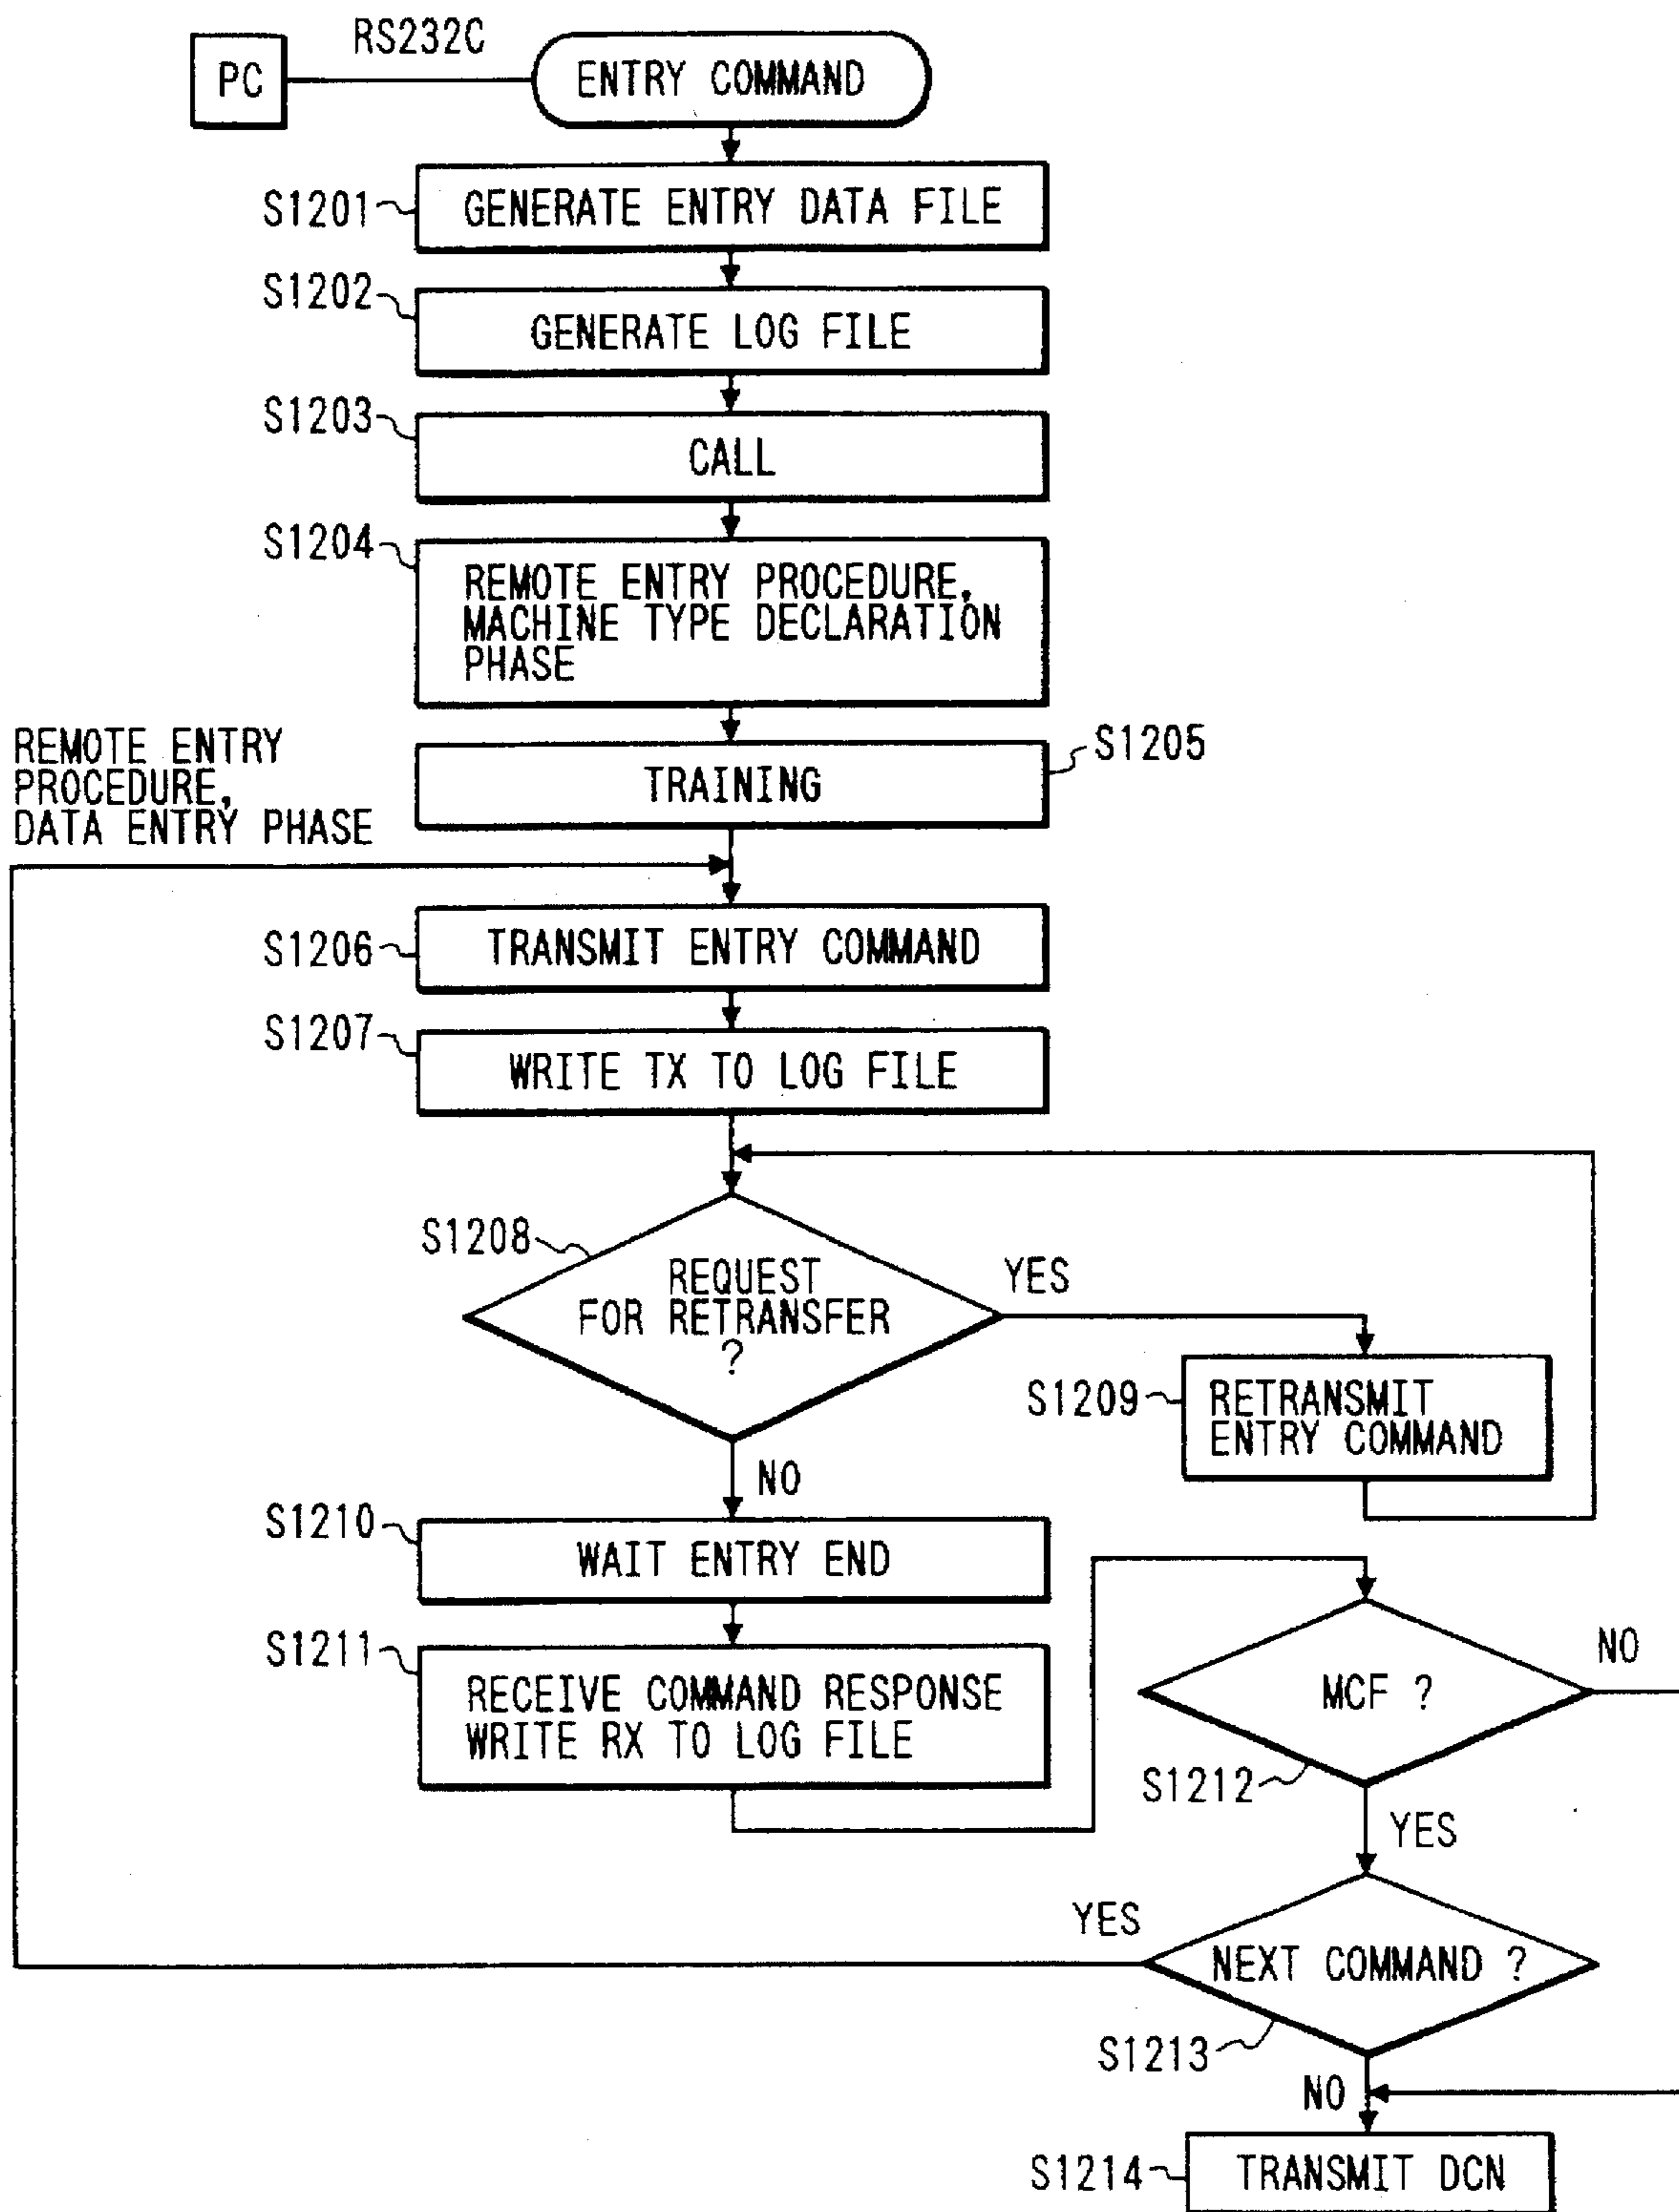 RS232C
PC
ENTRY COMMAND
S1201
GENERATE ENTRY DATA FILE
S1202
GENERATE LOG FILE
S1203
CALL
S1204
REMOTE ENTRY PROCEDURE,
MACHINE TYPE DECLARATION
PHASE
REMOTE ENTRY
PROCEDURE,
DATA ENTRY PHASE
S1205
TRAINING
S1206
TRANSMIT ENTRY COMMAND
S1207
WRITE TX TO LOG FILE
S1208
REQUEST
FOR RETRANSFER
?
YES
S1209
RETRANSMIT
ENTRY COMMAND
NO
S1210
WAIT ENTRY END
S1211
RECEIVE COMMAND RESPONSE
WRITE RX TO LOG FILE
MCF ?
NO
S1212
YES
YES
NEXT COMMAND ?
S1213
NO
S1214
TRANSMIT DCN